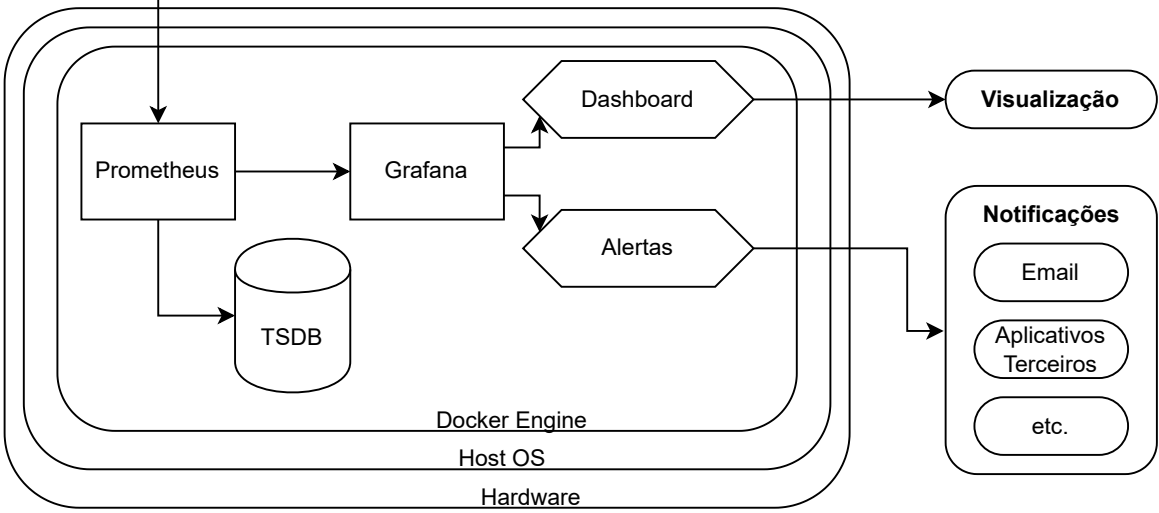 Dashboard
Visualização
Prometheus
Grafana
Notificações
Alertas
Email
TSDB
Aplicativos
Terceiros
etc.
Docker Engine
Host OS
Hardware